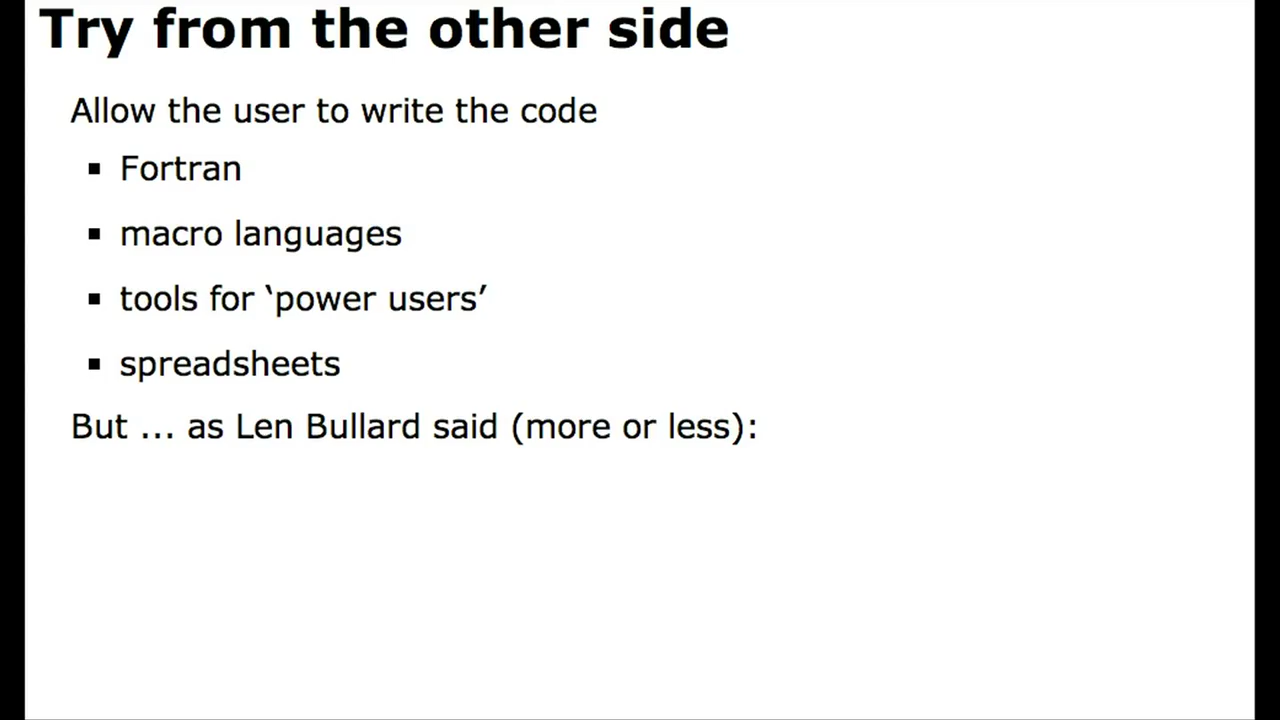 Try from the other side
Allow the user to write the code
▪ Fortran
▪ macro languages
▪ tools for ‘power users’
▪ spreadsheets
But ... as Len Bullard said (more or less):